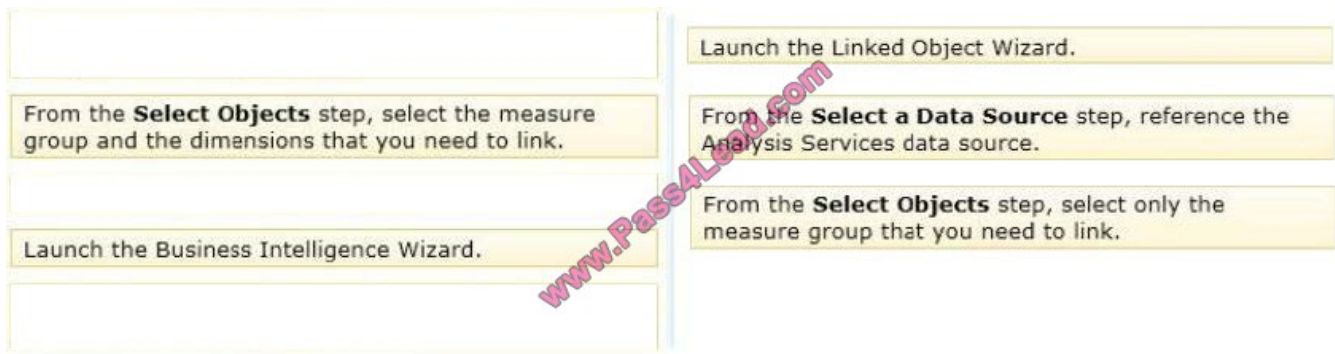 From the Select Objects step, select the measure
group and the dimensions that you need to link.
Launch the Business Intelligence Wizard.
Launch the Linked Object Wizard.
From the Select a Data Source step, reference the
Analysis Services data source.
From the Select Objects step, select only the
measure group that you need to link.
www.Pass4Lead.com